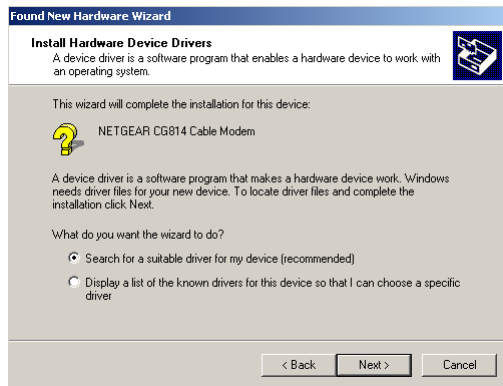 Found New Hardware Wizard
Install Hardware Device Drivers
A device driver is a software program that enables a hardware device to work with
an operating system.
This wizard will complete the installation for this device:
NETGEAR CG814 Cable Modem
A device driver is a software program that makes a hardware device work. Windows
needs driver files for your new device. To locate driver files and complete the
installation click Next.
What do you want the wizard to do?
Search for a suitable driver for my device (recommended)
Display a list of the known drivers for this device so that I can choose a specific
driver
< Back Next > Cancel